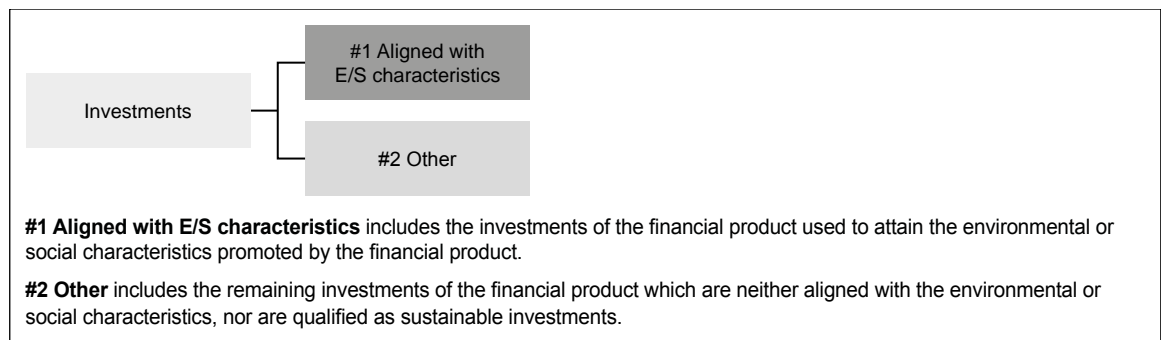 #1 Aligned with
E/S characteristics
Investments
#2 Other
#1 Aligned with E/S characteristics includes the investments of the financial product used to attain the environmental or
social characteristics promoted by the financial product.
#2 Other includes the remaining investments of the financial product which are neither aligned with the environmental or
social characteristics, nor are qualified as sustainable investments.